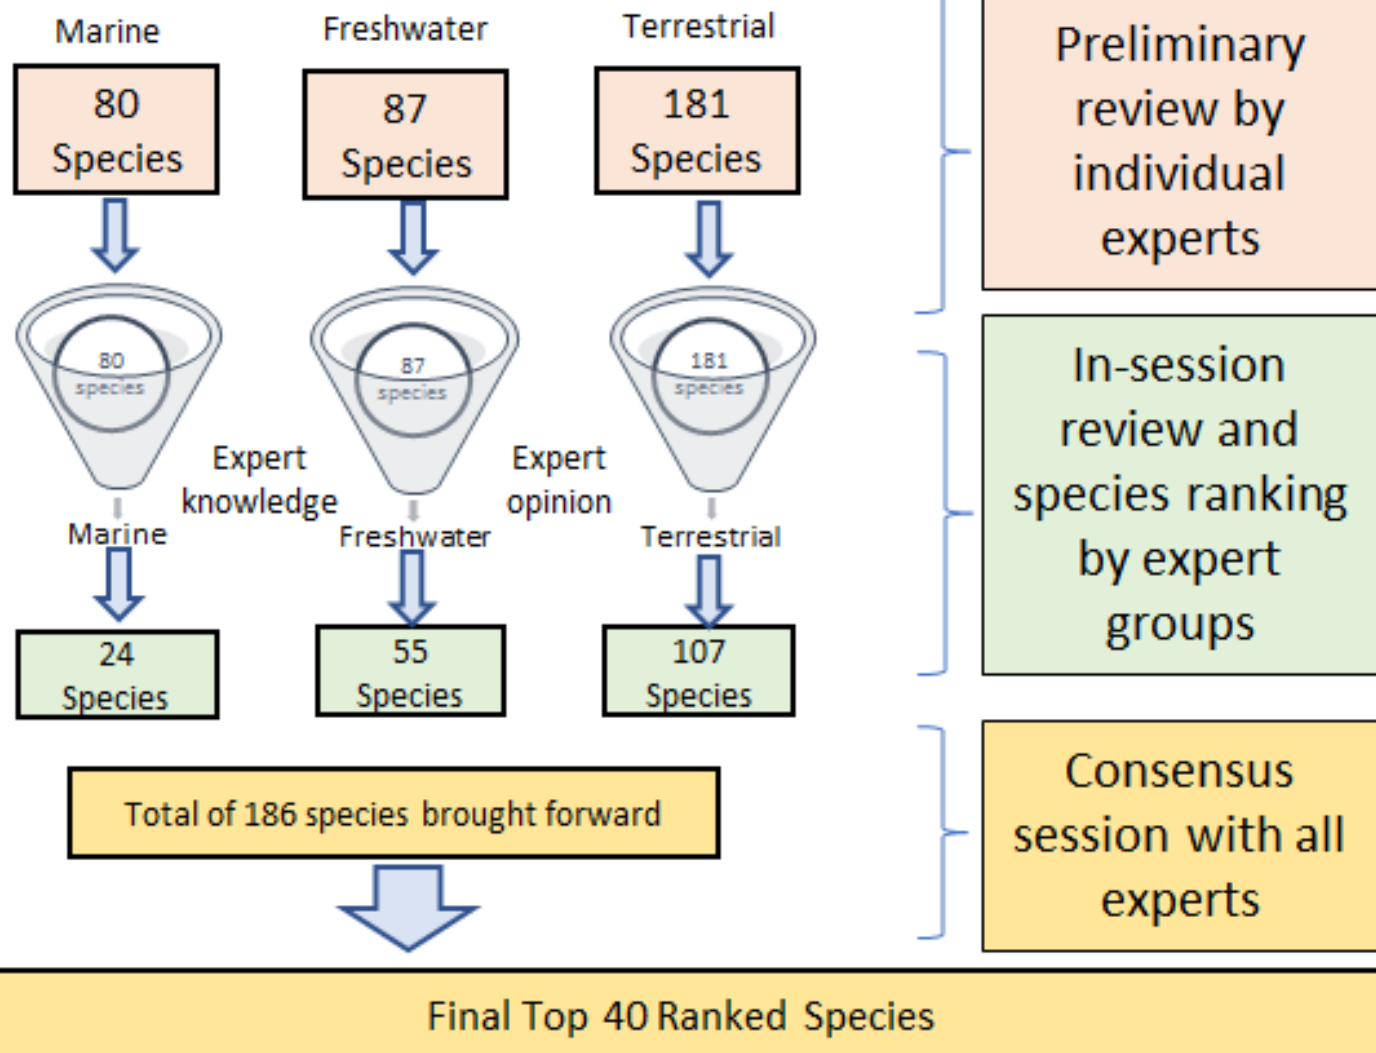 Marine
Freshwater
Terrestrial
80
Species
87
Species
181
Species
Preliminary
review by
individual
experts
80
species
87
species
181
species
Expert
knowledge
Expert
opinion
Marine
Freshwater
Terrestrial
In-session
review and
species ranking
by expert
groups
24
Species
55
Species
107
Species
Total of 186 species brought forward
Consensus
session with all
experts
Final Top 40 Ranked Species